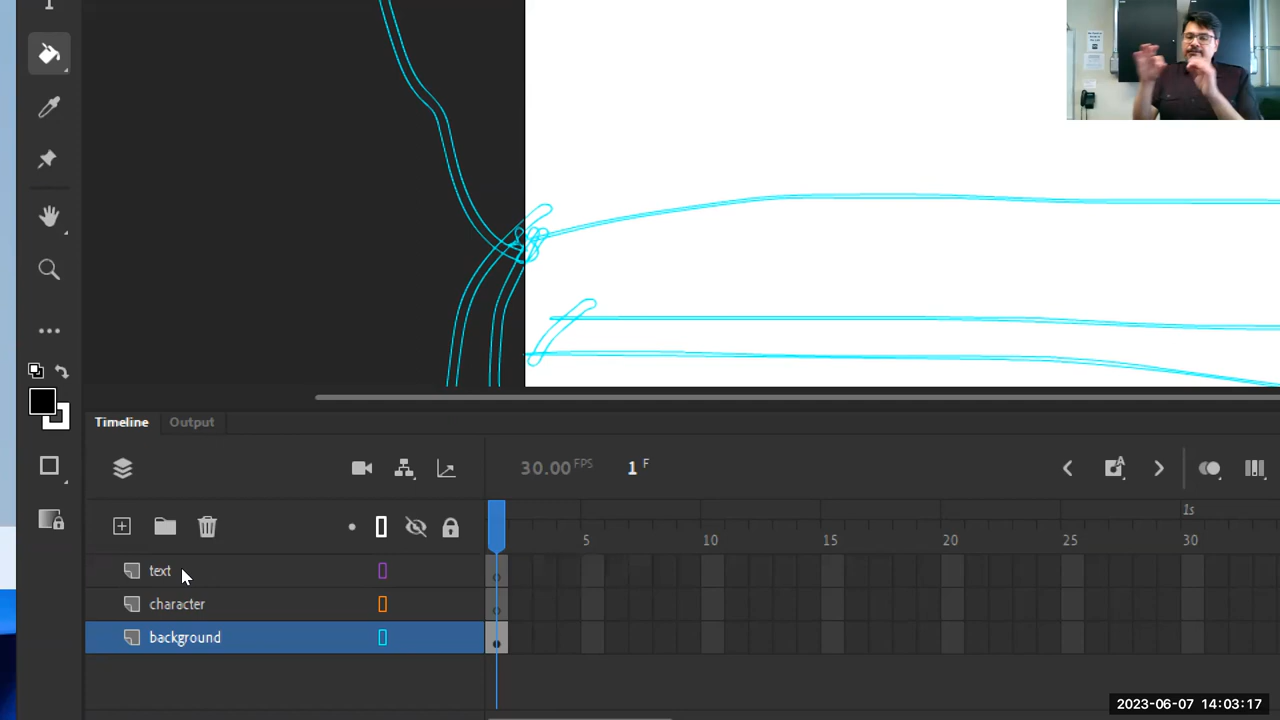 Timeline Output
30.00 FPS 1 F
1s
5 10 15 20 25 30
text
character
background
2023-06-07 14:03:17